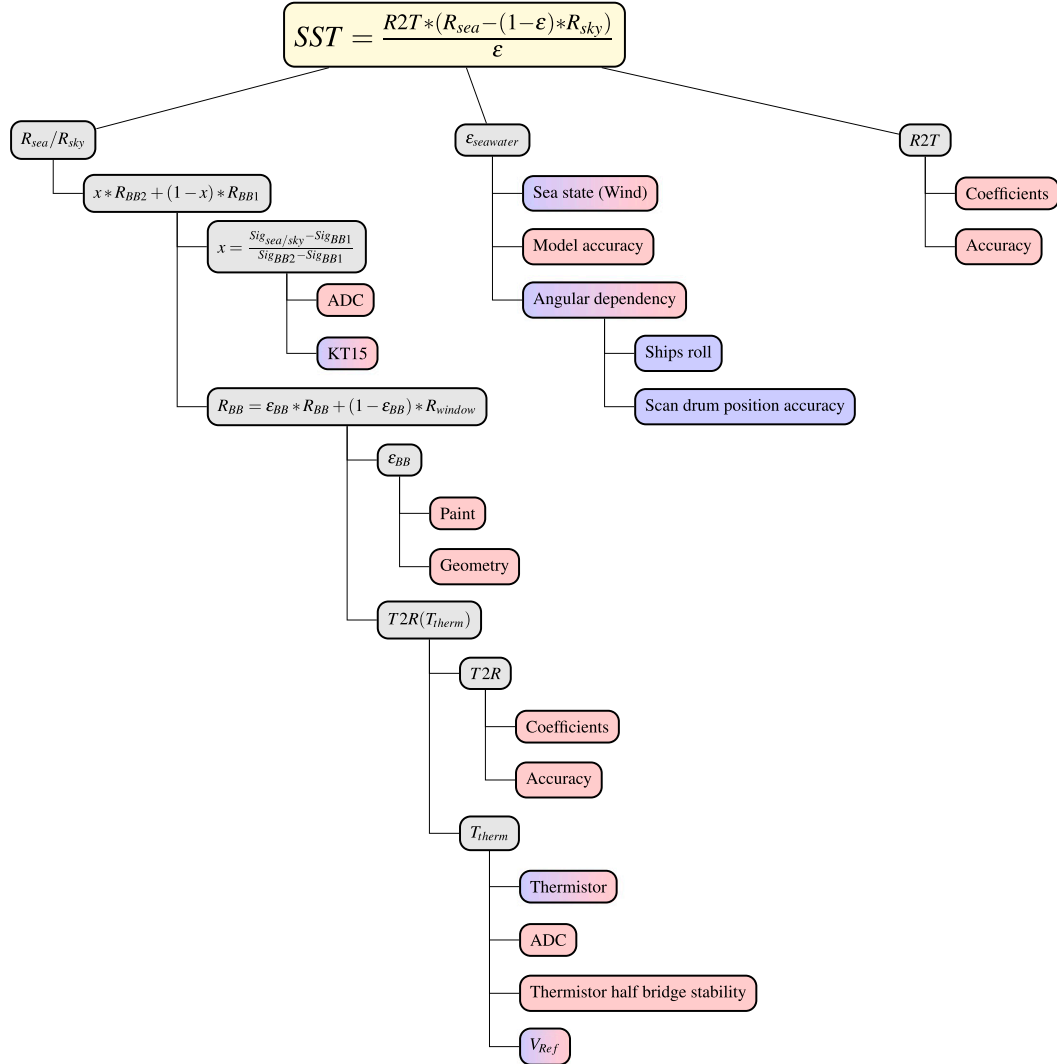 SST = R2T*(R_sea−(1−ε)*R_sky) / ε
R_sea/R_sky
ε_seawater
R2T
x * R_BB2 + (1−x) * R_BB1
Sea state (Wind)
Coefficients
x = Sig_sea/sky−Sig_BB1 / Sig_BB2−Sig_BB1
Model accuracy
Accuracy
ADC
Angular dependency
KT15
Ships roll
R_BB = ε_BB * R_BB + (1−ε_BB) * R_window
Scan drum position accuracy
ε_BB
Paint
Geometry
T2R(T_therm)
T2R
Coefficients
Accuracy
T_therm
Thermistor
ADC
Thermistor half bridge stability
V_Ref